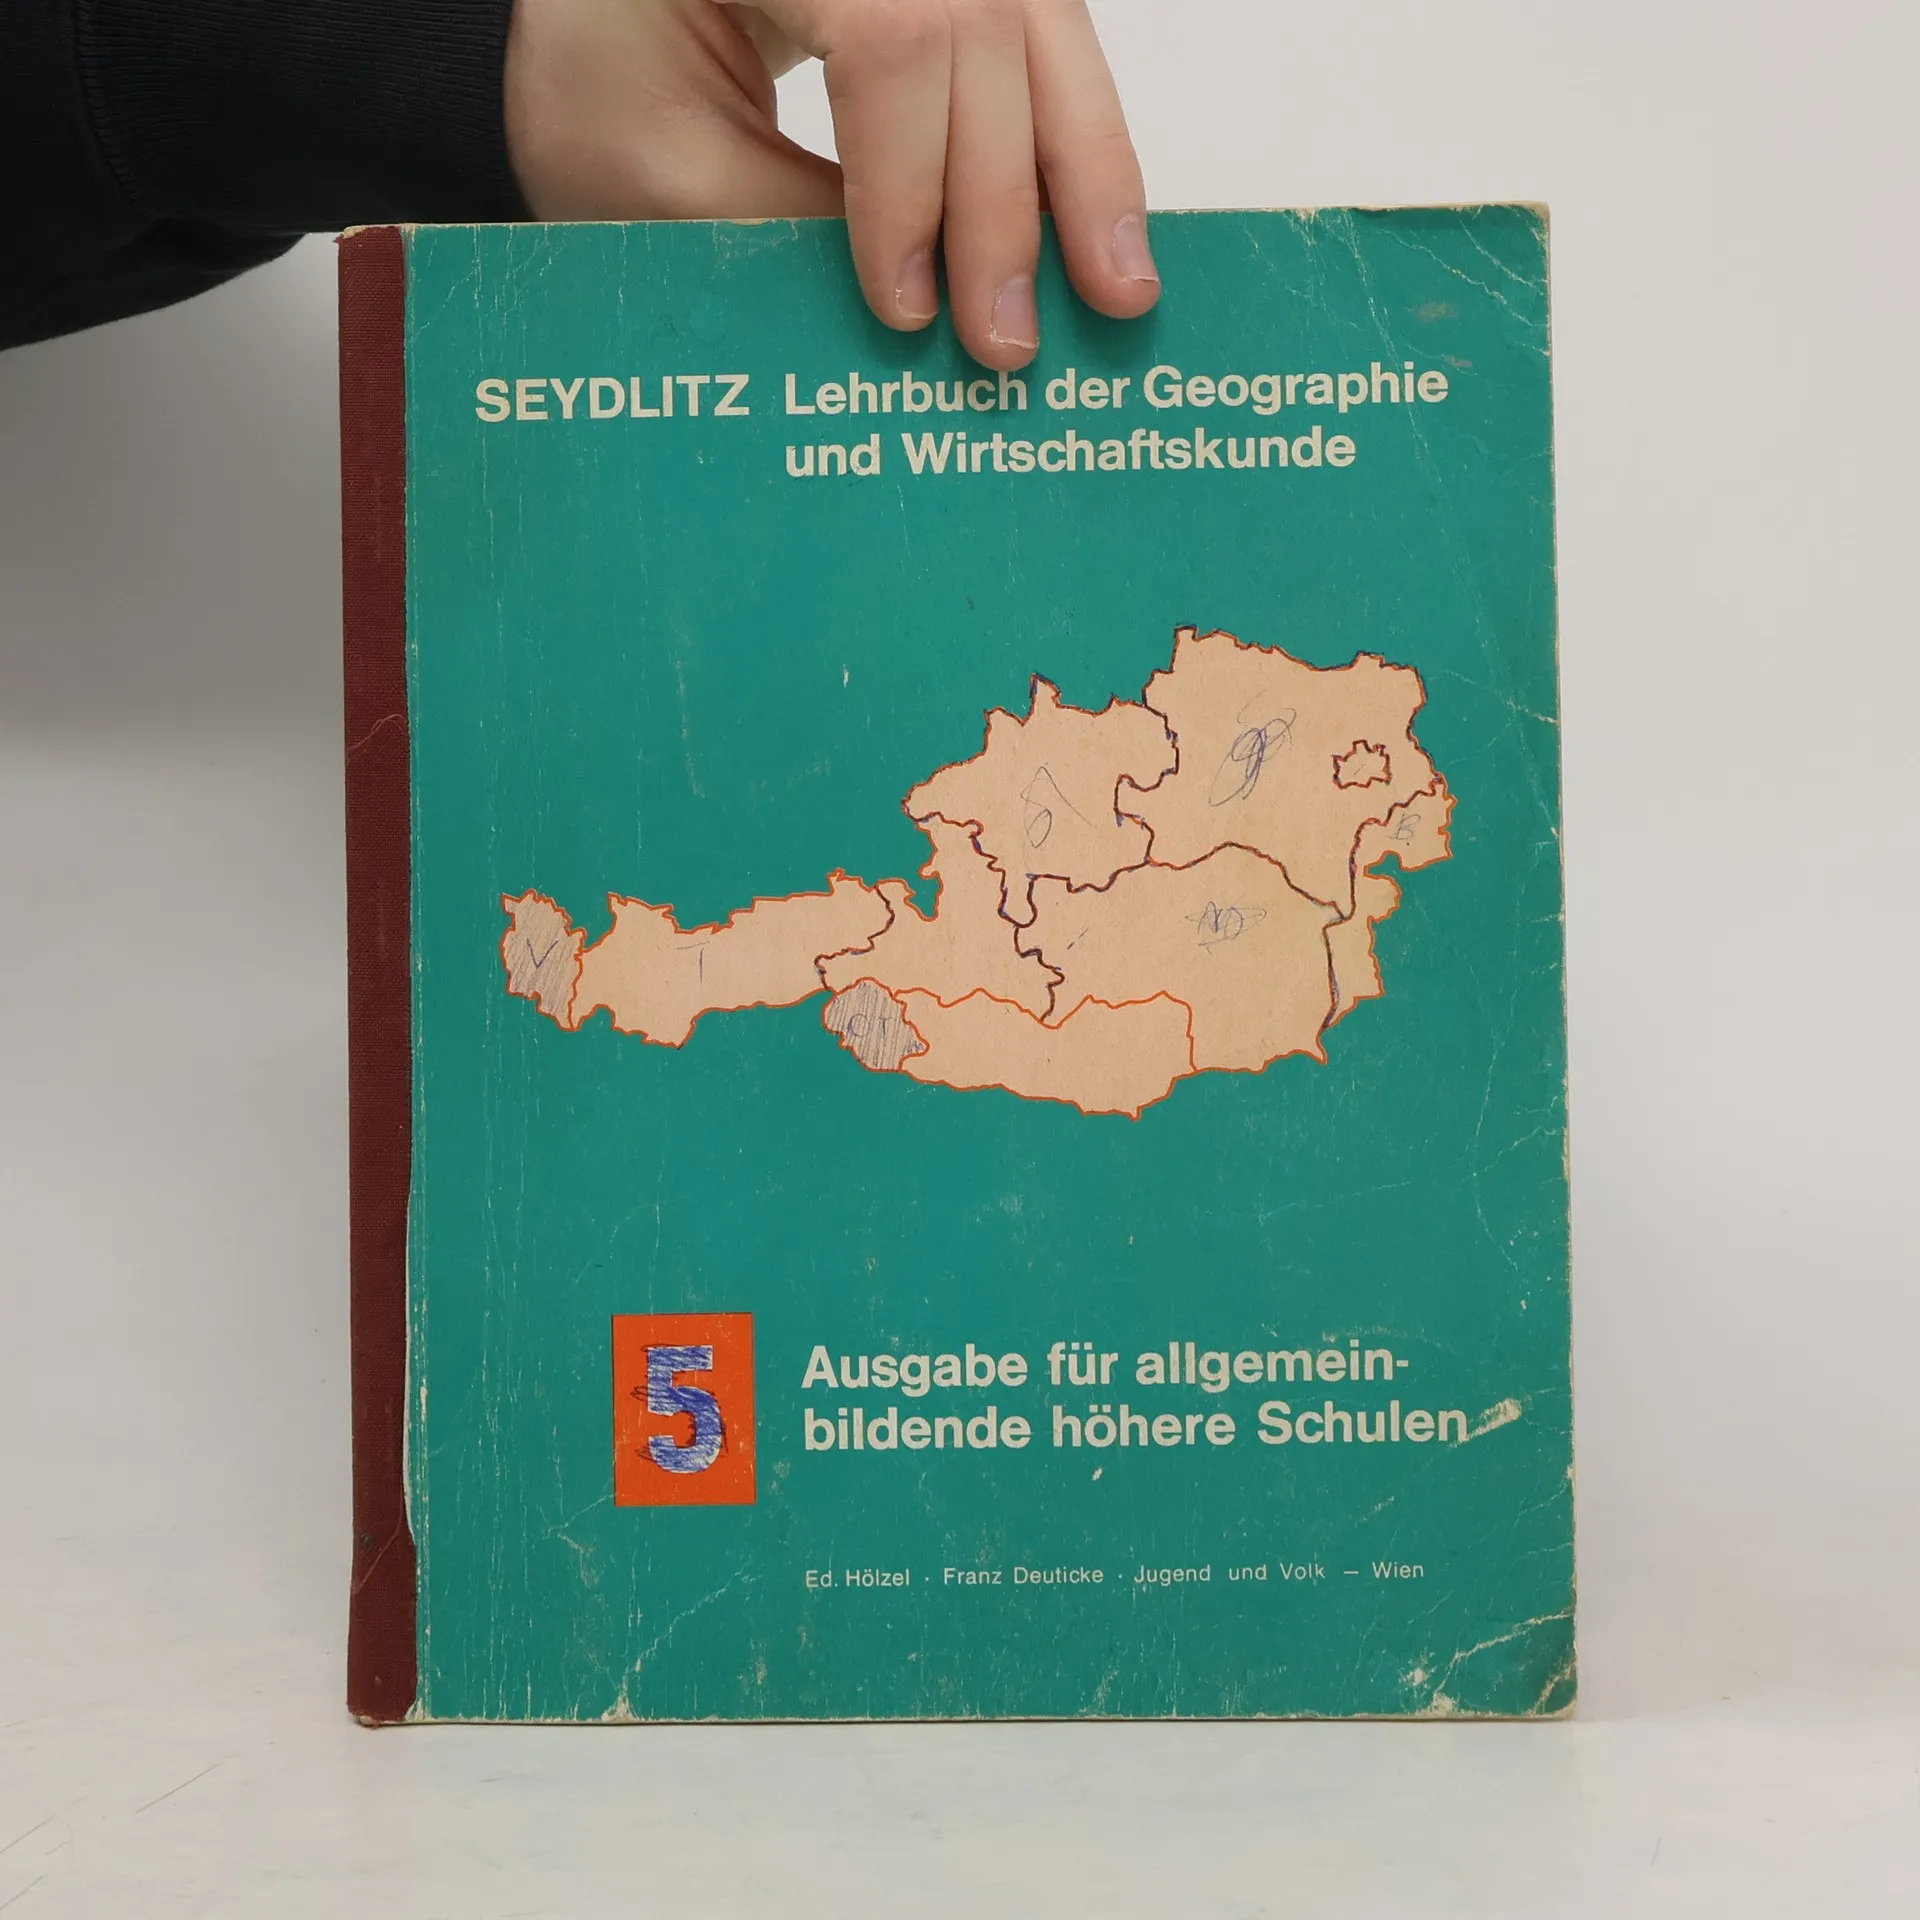 SEYDLITZ Lehrbuch der Geographie
und Wirtschaftskunde
B.
V
T
OT
5
Ausgabe für allgemein-
bildende höhere Schulen
Ed. Hölzel · Franz Deuticke · Jugend und Volk – Wien